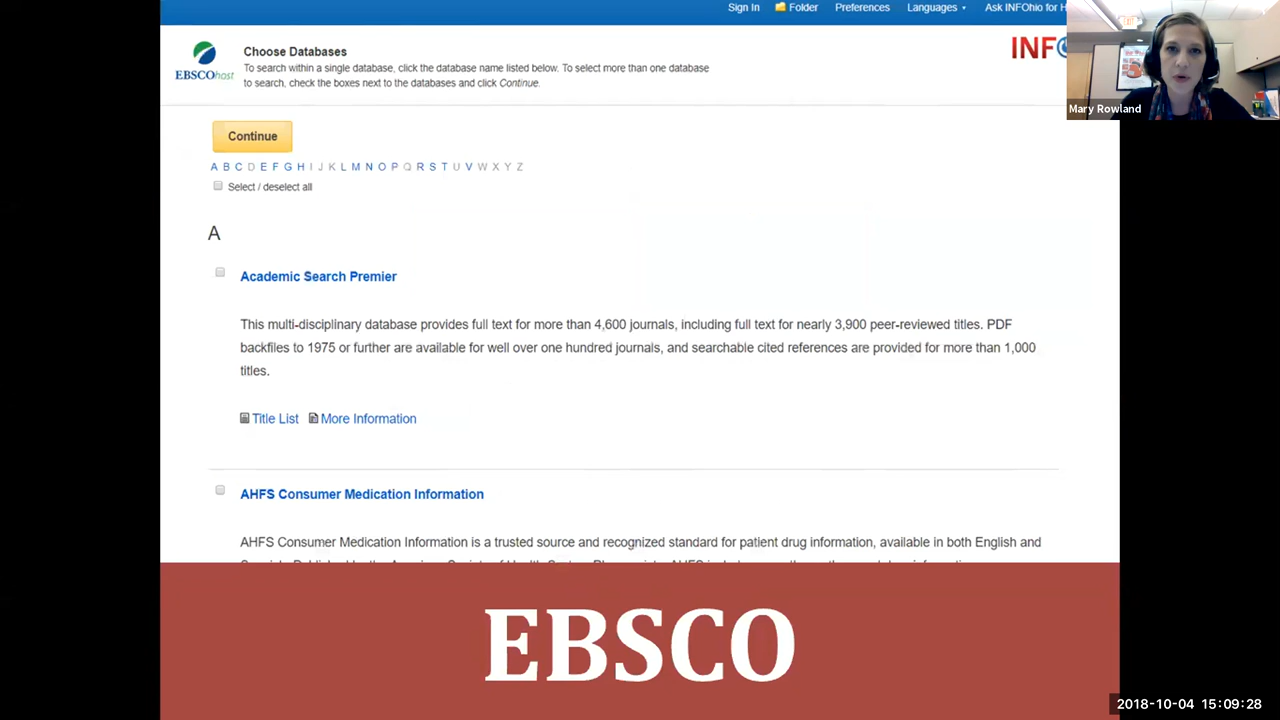 Sign In Folder Preferences Languages Ask INFOhio for H
EBSCOhost
Choose Databases
To search within a single database, click the database name listed below. To select more than one database
to search, check the boxes next to the databases and click Continue.
INFO
EXIT
Mary Rowland
Continue
A B C D E F G H I J K L M N O P Q R S T U V W X Y Z
Select / deselect all
A
Academic Search Premier
This multi-disciplinary database provides full text for more than 4,600 journals, including full text for nearly 3,900 peer-reviewed titles. PDF
backfiles to 1975 or further are available for well over one hundred journals, and searchable cited references are provided for more than 1,000
titles.
Title List More Information
AHFS Consumer Medication Information
AHFS Consumer Medication Information is a trusted source and recognized standard for patient drug information, available in both English and
EBSCO
2018-10-04 15:09:28